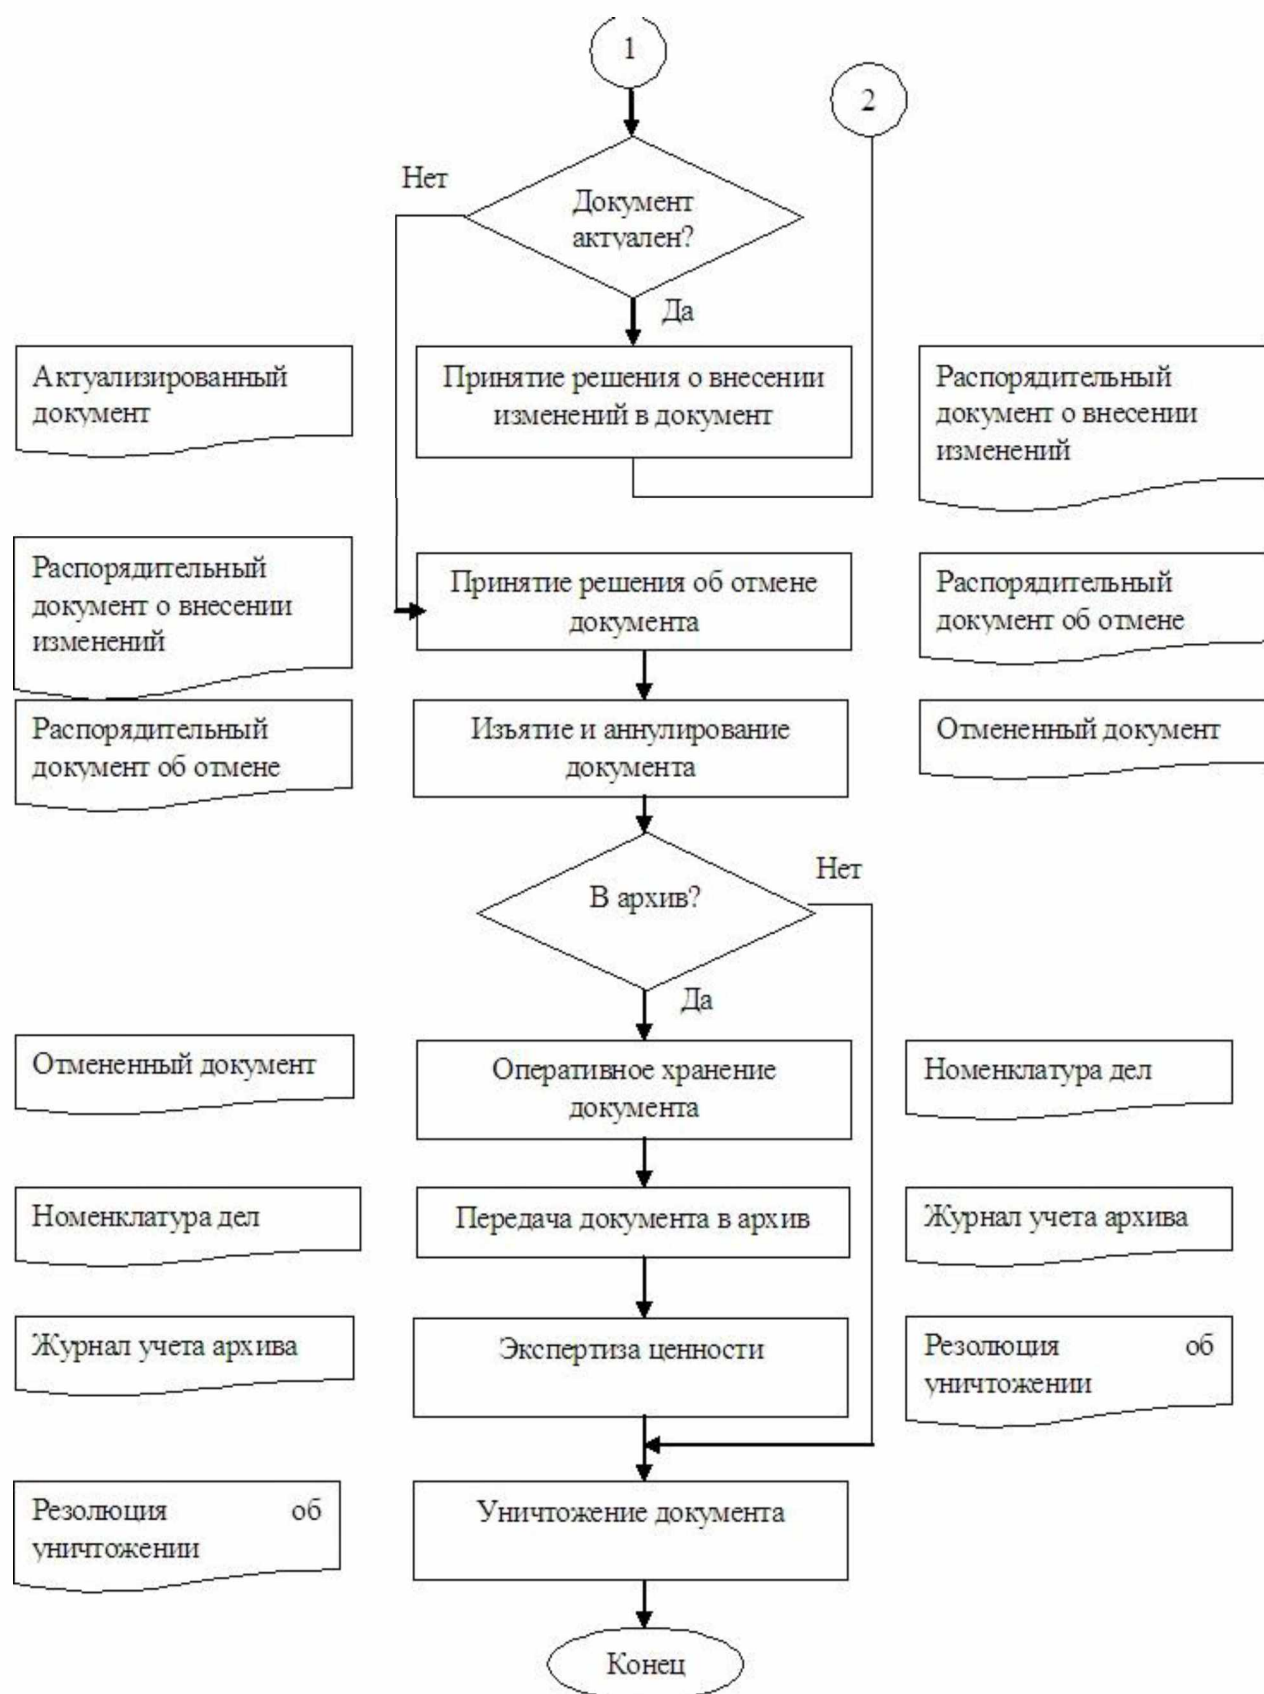 1
2
Нет
Документ
актуален?
Да
Актуализированный
документ
Принятие решения о внесении
изменений в документ
Распорядительный
документ о внесении
изменений
Распорядительный
документ о внесении
изменений
Принятие решения об отмене
документа
Распорядительный
документ об отмене
Распорядительный
документ об отмене
Изъятие и аннулирование
документа
Отмененный документ
Нет
В архив?
Да
Отмененный документ
Оперативное хранение
документа
Номенклатура дел
Номенклатура дел
Передача документа в архив
Журнал учета архива
Журнал учета архива
Экспертиза ценности
Резолюция об
уничтожении
Резолюция об
уничтожении
Уничтожение документа
Конец